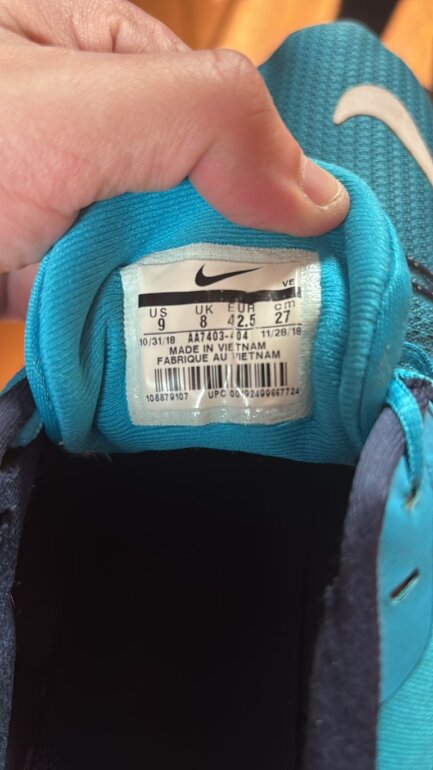 VE
US UK EUR cm
9 8 42.5 27
10/31/18 AA7403-404 11/28/18
MADE IN VIETNAM
FABRIQUE AU VIETNAM
108879107 UPC